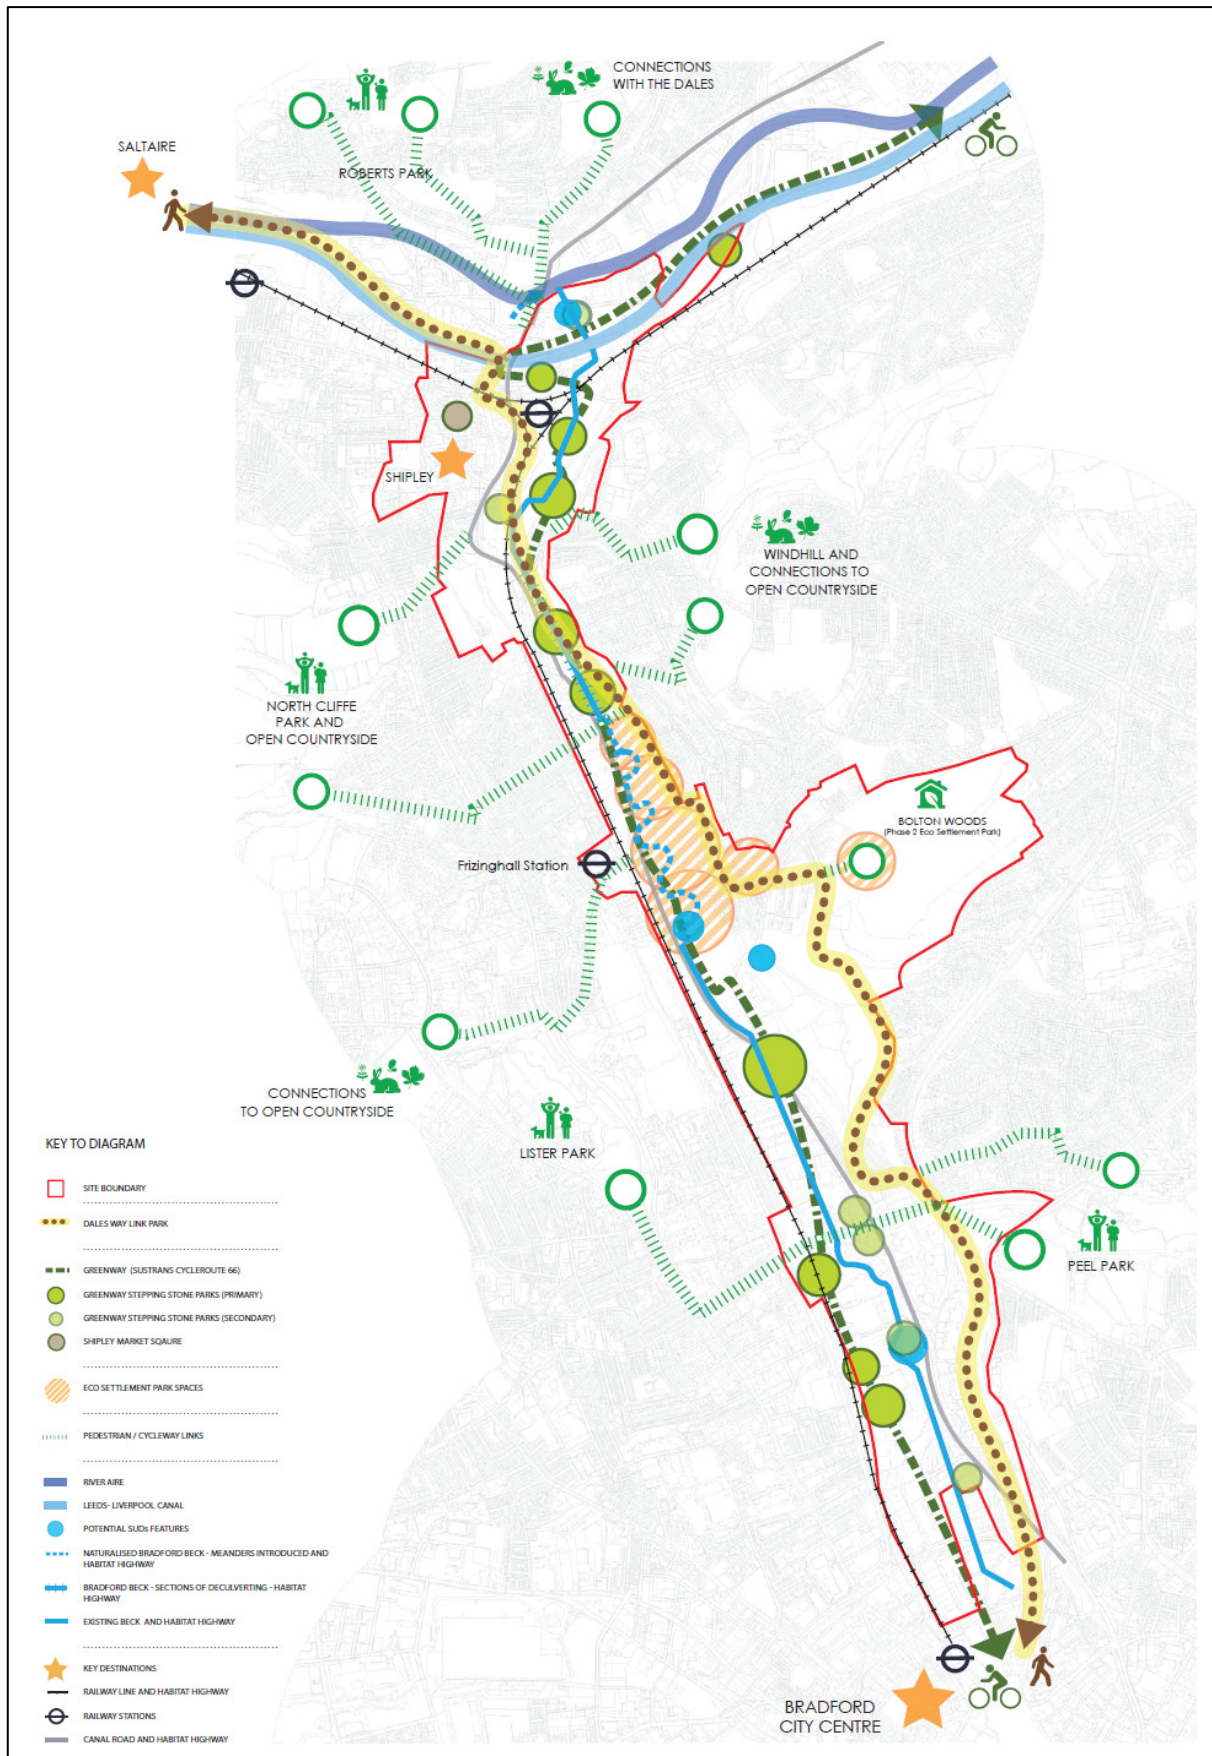 CONNECTIONS
WITH THE DALES
SALTAIRE
ROBERTS PARK
SHIPLEY
WINDHILL AND
CONNECTIONS TO
OPEN COUNTRYSIDE
NORTH CLIFFE
PARK AND
OPEN COUNTRYSIDE
BOLTON WOODS
(Phase 2 Eco Settlement Park)
Frizinghall Station
CONNECTIONS
TO OPEN COUNTRYSIDE
LISTER PARK
PEEL PARK
BRADFORD
CITY CENTRE
KEY TO DIAGRAM
SITE BOUNDARY
DALES WAY LINK PARK
GREENWAY (SUSTRANS CYCLEROUTE 66)
GREENWAY STEPPING STONE PARKS (PRIMARY)
GREENWAY STEPPING STONE PARKS (SECONDARY)
SHIPLEY MARKET SQAURE
ECO SETTLEMENT PARK SPACES
PEDESTRIAN / CYCLEWAY LINKS
RIVER AIRE
LEEDS- LIVERPOOL CANAL
POTENTIAL SUDs FEATURES
NATURALISED BRADFORD BECK - MEANDERS INTRODUCED AND
HABITAT HIGHWAY
BRADFORD BECK - SECTIONS OF DECULVERTING - HABITAT
HIGHWAY
EXISTING BECK AND HABITAT HIGHWAY
KEY DESTINATIONS
RAILWAY LINE AND HABITAT HIGHWAY
RAILWAY STATIONS
CANAL ROAD AND HABITAT HIGHWAY